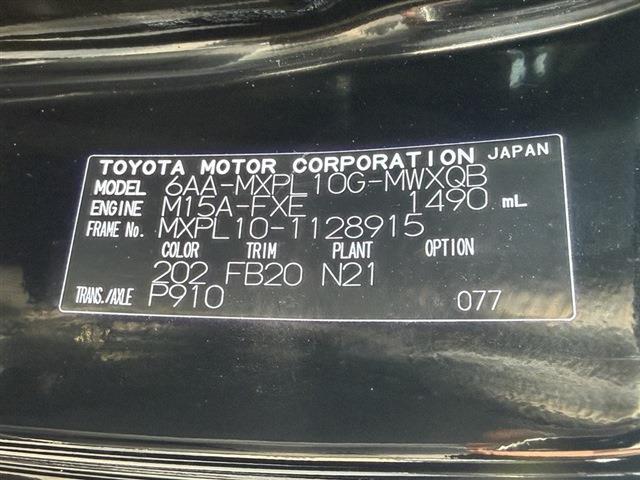 TOYOTA MOTOR CORPORATION JAPAN
MODEL 6AA-MXPL10G-MWXQB
ENGINE M15A-FXE 1490 mL
FRAME No. MXPL10-1128915
COLOR TRIM PLANT OPTION
202 FB20 N21
TRANS./AXLE P910 077